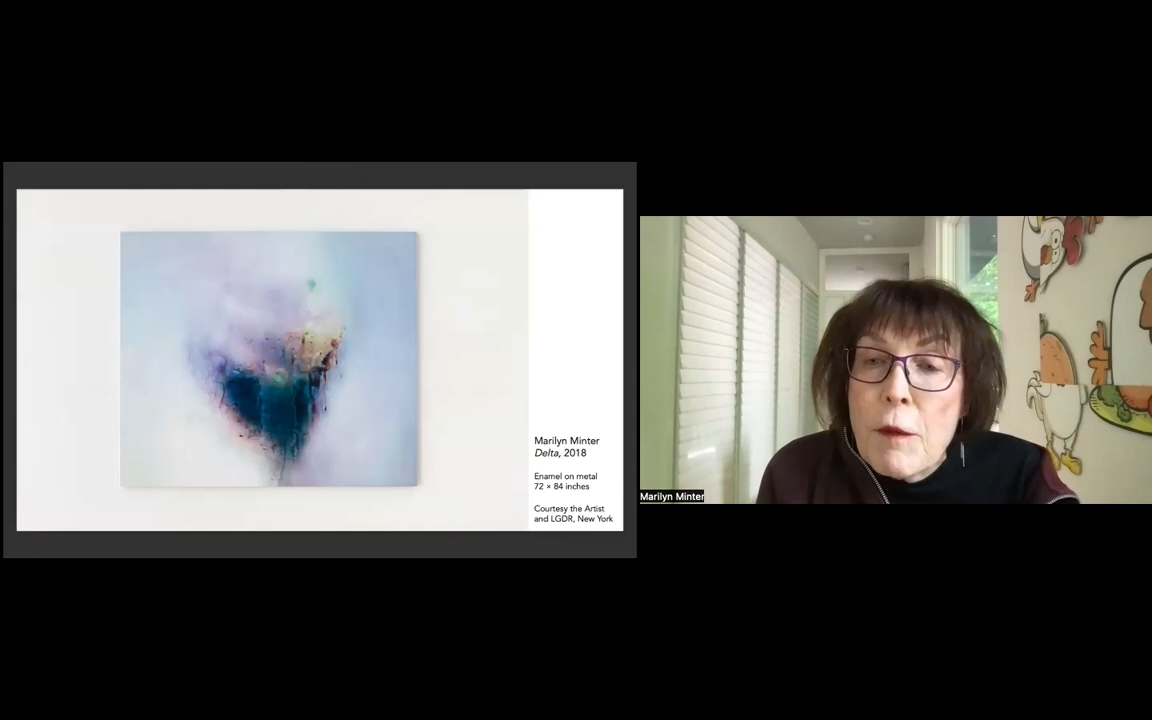 Marilyn Minter
Delta, 2018
Enamel on metal
72 × 84 inches
Courtesy the Artist
and LGDR, New York
Marilyn Minter